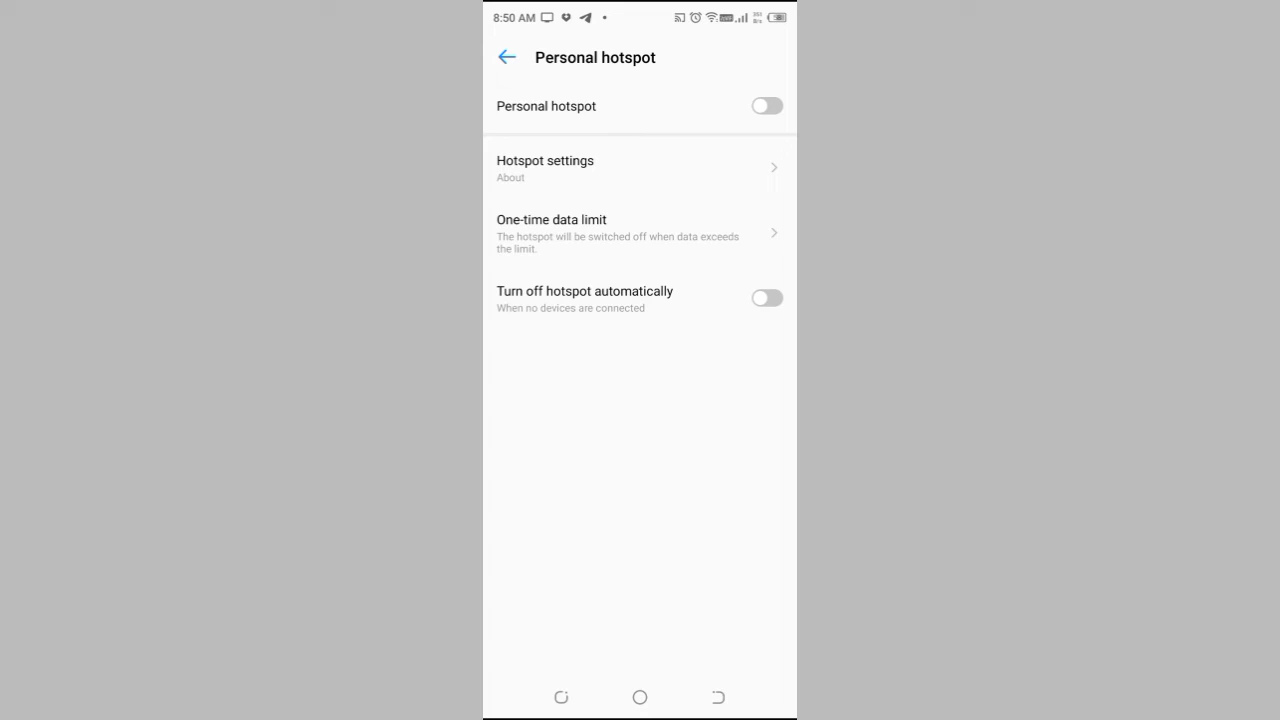 8:50 AM
Personal hotspot
Personal hotspot
Hotspot settings
About
One-time data limit
The hotspot will be switched off when data exceeds
the limit.
Turn off hotspot automatically
When no devices are connected